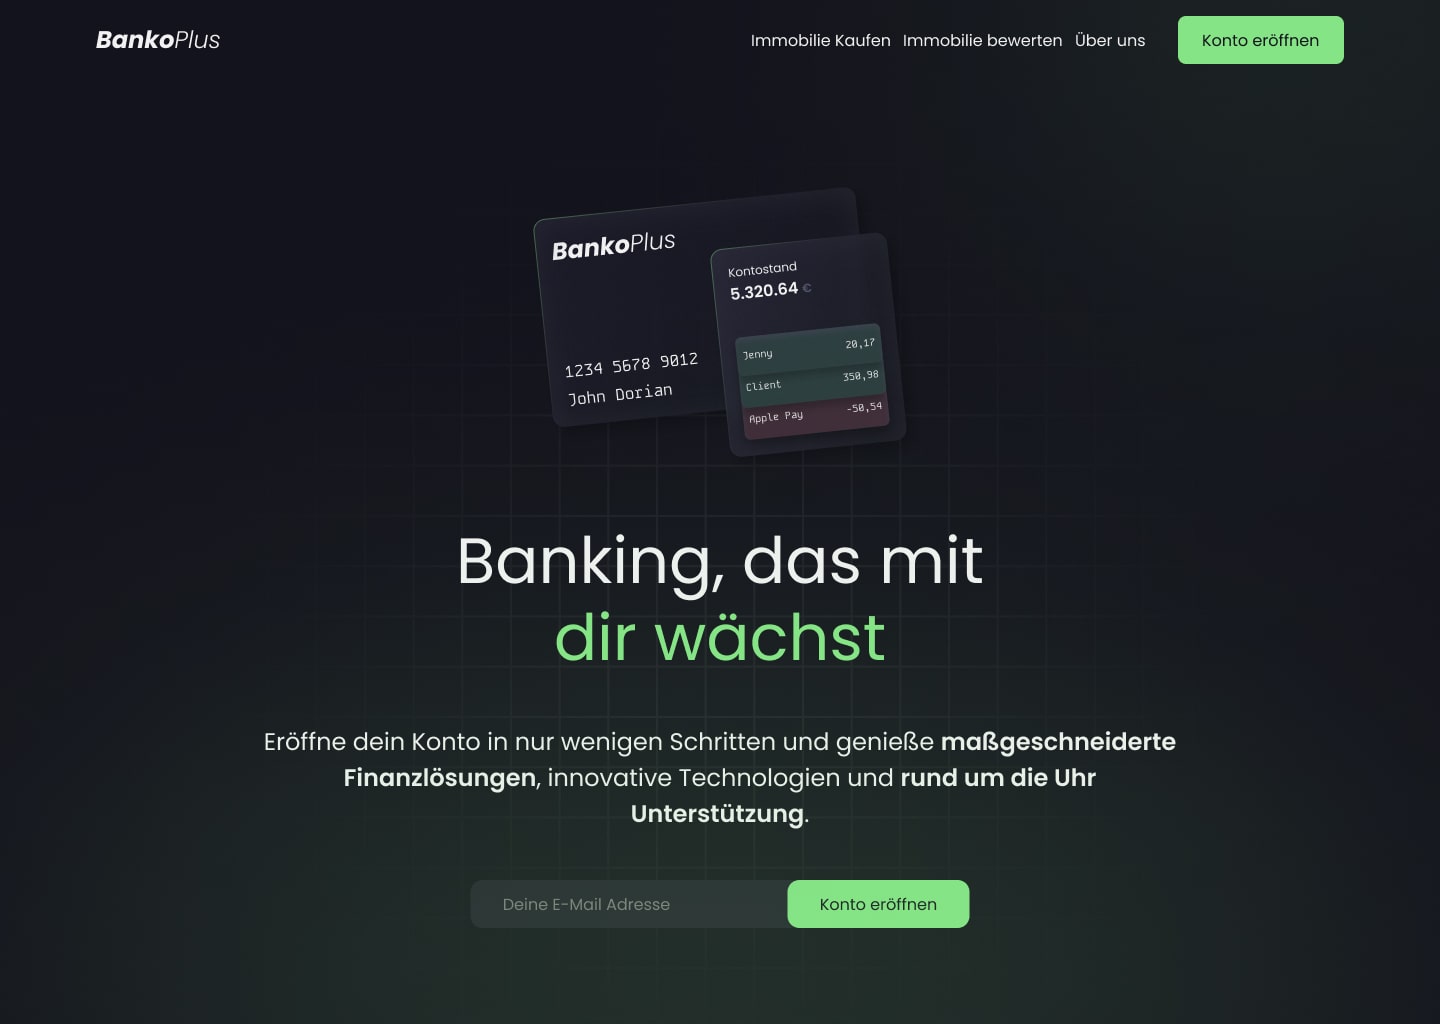 BankoPlus
Immobilie Kaufen Immobilie bewerten Über uns Konto eröffnen
BankoPlus
1234 5678 9012
John Dorian
Kontostand
5.320.64 €
Jenny 20,17
Client 350,98
Apple Pay -50,54
Banking, das mit
dir wächst
Eröffne dein Konto in nur wenigen Schritten und genieße maßgeschneiderte
Finanzlösungen, innovative Technologien und rund um die Uhr
Unterstützung.
Deine E-Mail Adresse Konto eröffnen